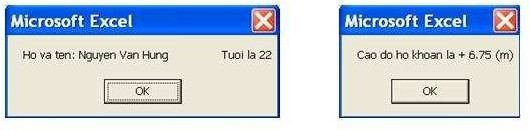 Microsoft Excel
Ho va ten: Nguyen Van Hung Tuoi la 22
OK
Microsoft Excel
Cao do ho khoan la + 6.75 (m)
OK